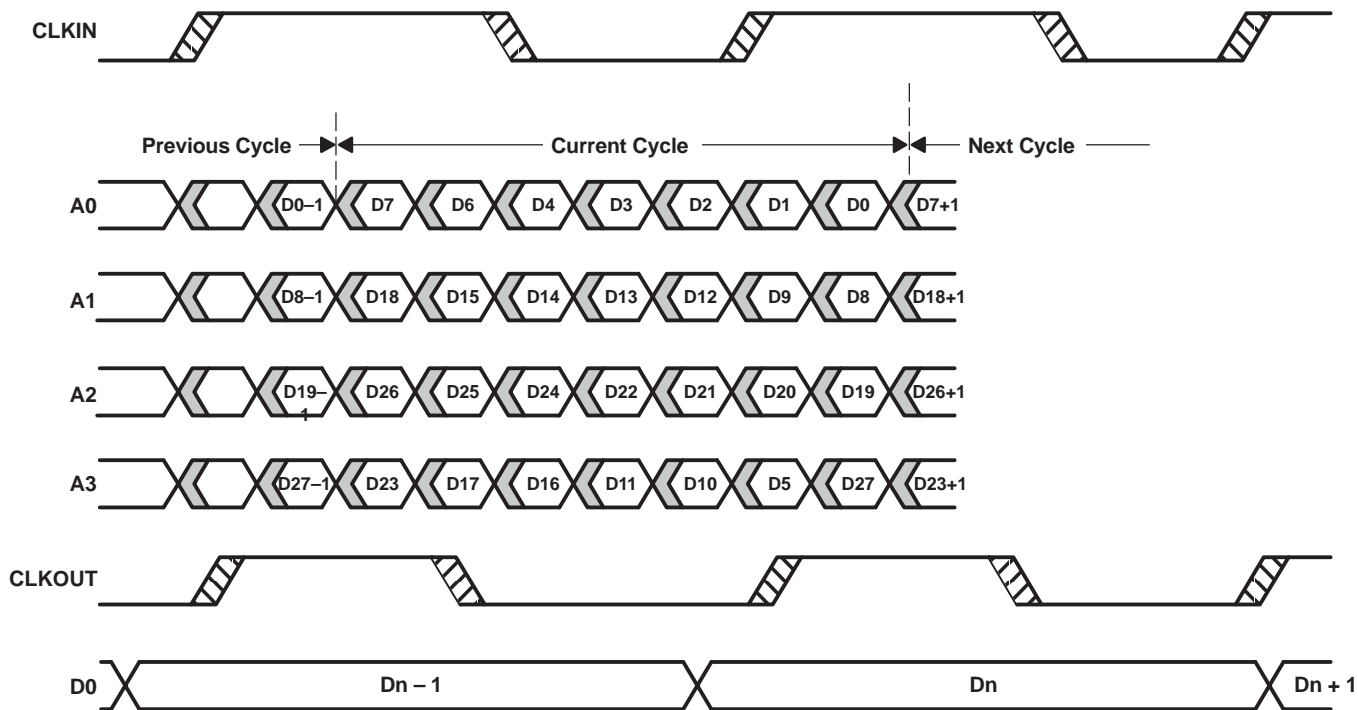 CLKIN
Previous Cycle Current Cycle Next Cycle
A0 D0–1 D7 D6 D4 D3 D2 D1 D0 D7+1
A1 D8–1 D18 D15 D14 D13 D12 D9 D8 D18+1
A2 D19–1 D26 D25 D24 D22 D21 D20 D19 D26+1
A3 D27–1 D23 D17 D16 D11 D10 D5 D27 D23+1
CLKOUT
D0 Dn – 1 Dn Dn + 1